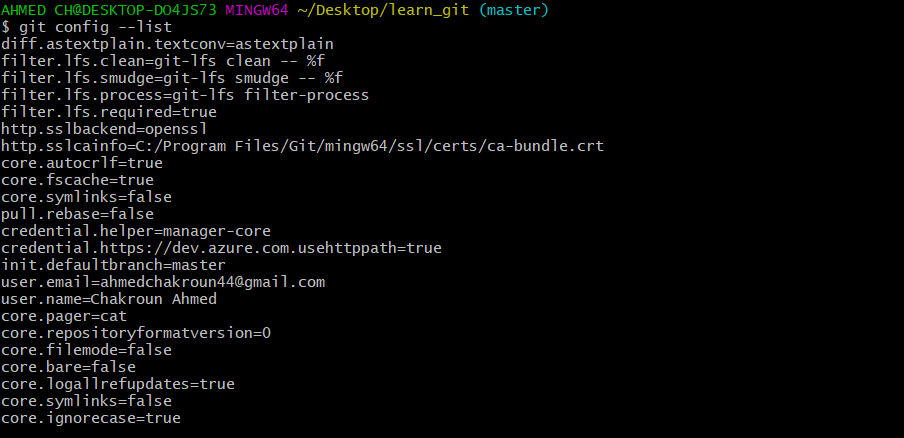 AHMED CH@DESKTOP-DO4JS73 MINGW64 ~/Desktop/learn_git (master)
$ git config --list
diff.astextplain.textconv=astextplain
filter.lfs.clean=git-lfs clean -- %f
filter.lfs.smudge=git-lfs smudge -- %f
filter.lfs.process=git-lfs filter-process
filter.lfs.required=true
http.sslbackend=openssl
http.sslcainfo=C:/Program Files/Git/mingw64/ssl/certs/ca-bundle.crt
core.autocrlf=true
core.fscache=true
core.symlinks=false
pull.rebase=false
credential.helper=manager-core
credential.https://dev.azure.com.usehttppath=true
init.defaultbranch=master
user.email=ahmedchakroun44@gmail.com
user.name=Chakroun Ahmed
core.pager=cat
core.repositoryformatversion=0
core.filemode=false
core.bare=false
core.logallrefupdates=true
core.symlinks=false
core.ignorecase=true